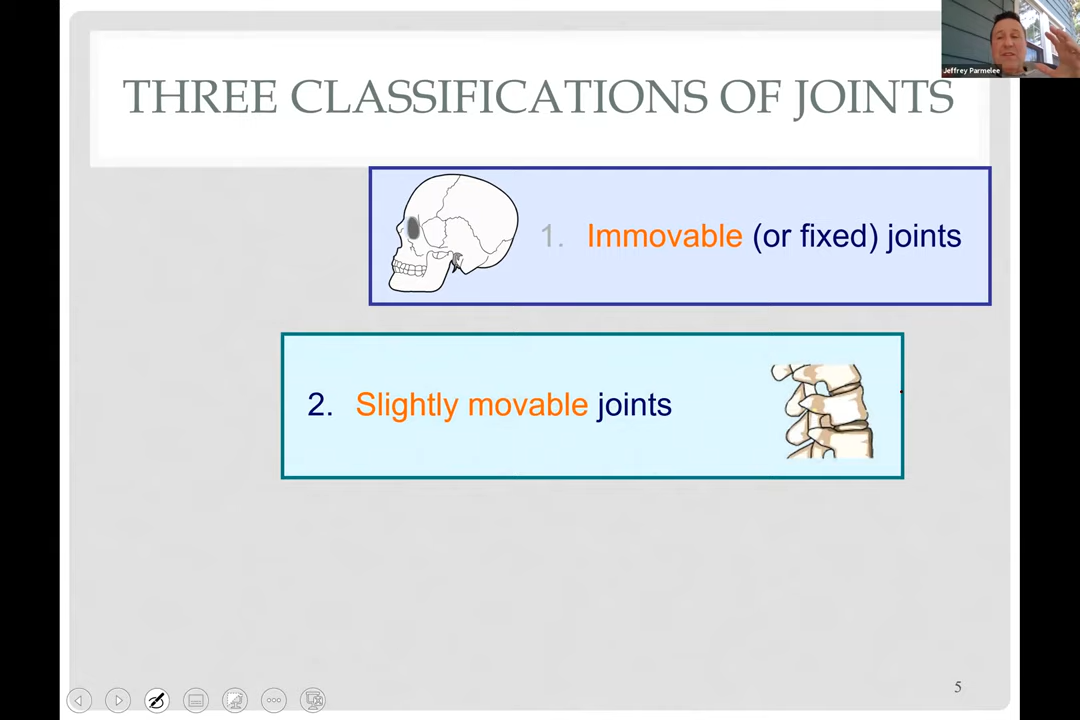 THREE CLASSIFICATIONS OF JOINTS
Jeffrey Parmelee
1. Immovable (or fixed) joints
2. Slightly movable joints
5